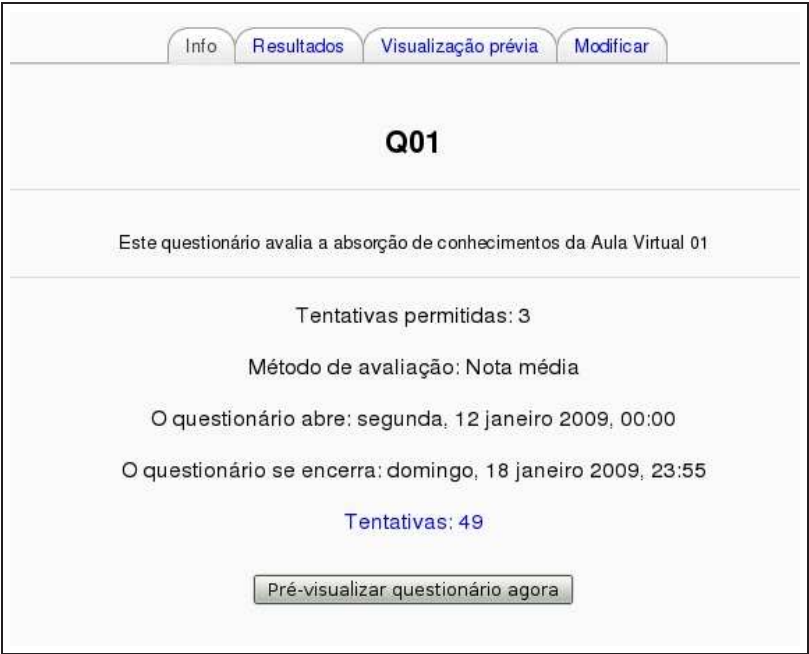 Info Resultados Visualização prévia Modificar
Q01
Este questionário avalia a absorção de conhecimentos da Aula Virtual 01
Tentativas permitidas: 3
Método de avaliação: Nota média
O questionário abre: segunda, 12 janeiro 2009, 00:00
O questionário se encerra: domingo, 18 janeiro 2009, 23:55
Tentativas: 49
Pré-visualizar questionário agora